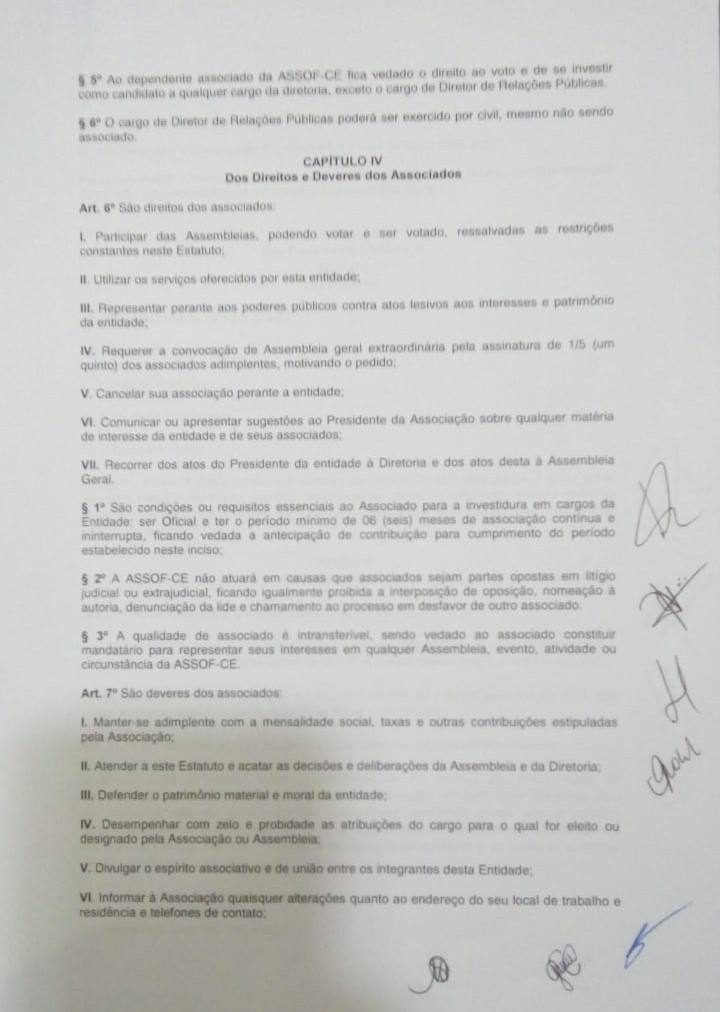 § 5º Ao dependente associado da ASSOF-CE fica vedado o direito ao voto e de se investir
como candidato a qualquer cargo da diretoria, exceto o cargo de Diretor de Relações Públicas.
§ 6º O cargo de Diretor de Relações Públicas poderá ser exercido por civil, mesmo não sendo
associado.
CAPÍTULO IV
Dos Direitos e Deveres dos Associados
Art. 6º São direitos dos associados:
I. Participar das Assembleias, podendo votar e ser votado, ressalvadas as restrições
constantes neste Estatuto;
II. Utilizar os serviços oferecidos por esta entidade;
III. Representar perante aos poderes públicos contra atos lesivos aos interesses e patrimônio
da entidade;
IV. Requerer a convocação de Assembleia geral extraordinária pela assinatura de 1/5 (um
quinto) dos associados adimplentes, motivando o pedido;
V. Cancelar sua associação perante a entidade;
VI. Comunicar ou apresentar sugestões ao Presidente da Associação sobre qualquer matéria
de interesse da entidade e de seus associados;
VII. Recorrer dos atos do Presidente da entidade à Diretoria e dos atos desta à Assembleia
Geral.
§ 1º São condições ou requisitos essenciais ao Associado para a investidura em cargos da
Entidade: ser Oficial e ter o período mínimo de 06 (seis) meses de associação contínua e
ininterrupta, ficando vedada a antecipação de contribuição para cumprimento do período
estabelecido neste inciso;
§ 2º A ASSOF-CE não atuará em causas que associados sejam partes opostas em litígio
judicial ou extrajudicial, ficando igualmente proibida a interposição de oposição, nomeação à
autoria, denunciação da lide e chamamento ao processo em desfavor de outro associado.
§ 3º A qualidade de associado é intransferível, sendo vedado ao associado constituir
mandatário para representar seus interesses em qualquer Assembleia, evento, atividade ou
circunstância da ASSOF-CE.
Art. 7º São deveres dos associados:
I. Manter-se adimplente com a mensalidade social, taxas e outras contribuições estipuladas
pela Associação;
II. Atender a este Estatuto e acatar as decisões e deliberações da Assembleia e da Diretoria;
III. Defender o patrimônio material e moral da entidade;
IV. Desempenhar com zelo e probidade as atribuições do cargo para o qual for eleito ou
designado pela Associação ou Assembleia;
V. Divulgar o espírito associativo e de união entre os integrantes desta Entidade;
VI. Informar à Associação quaisquer alterações quanto ao endereço do seu local de trabalho e
residência e telefones de contato;